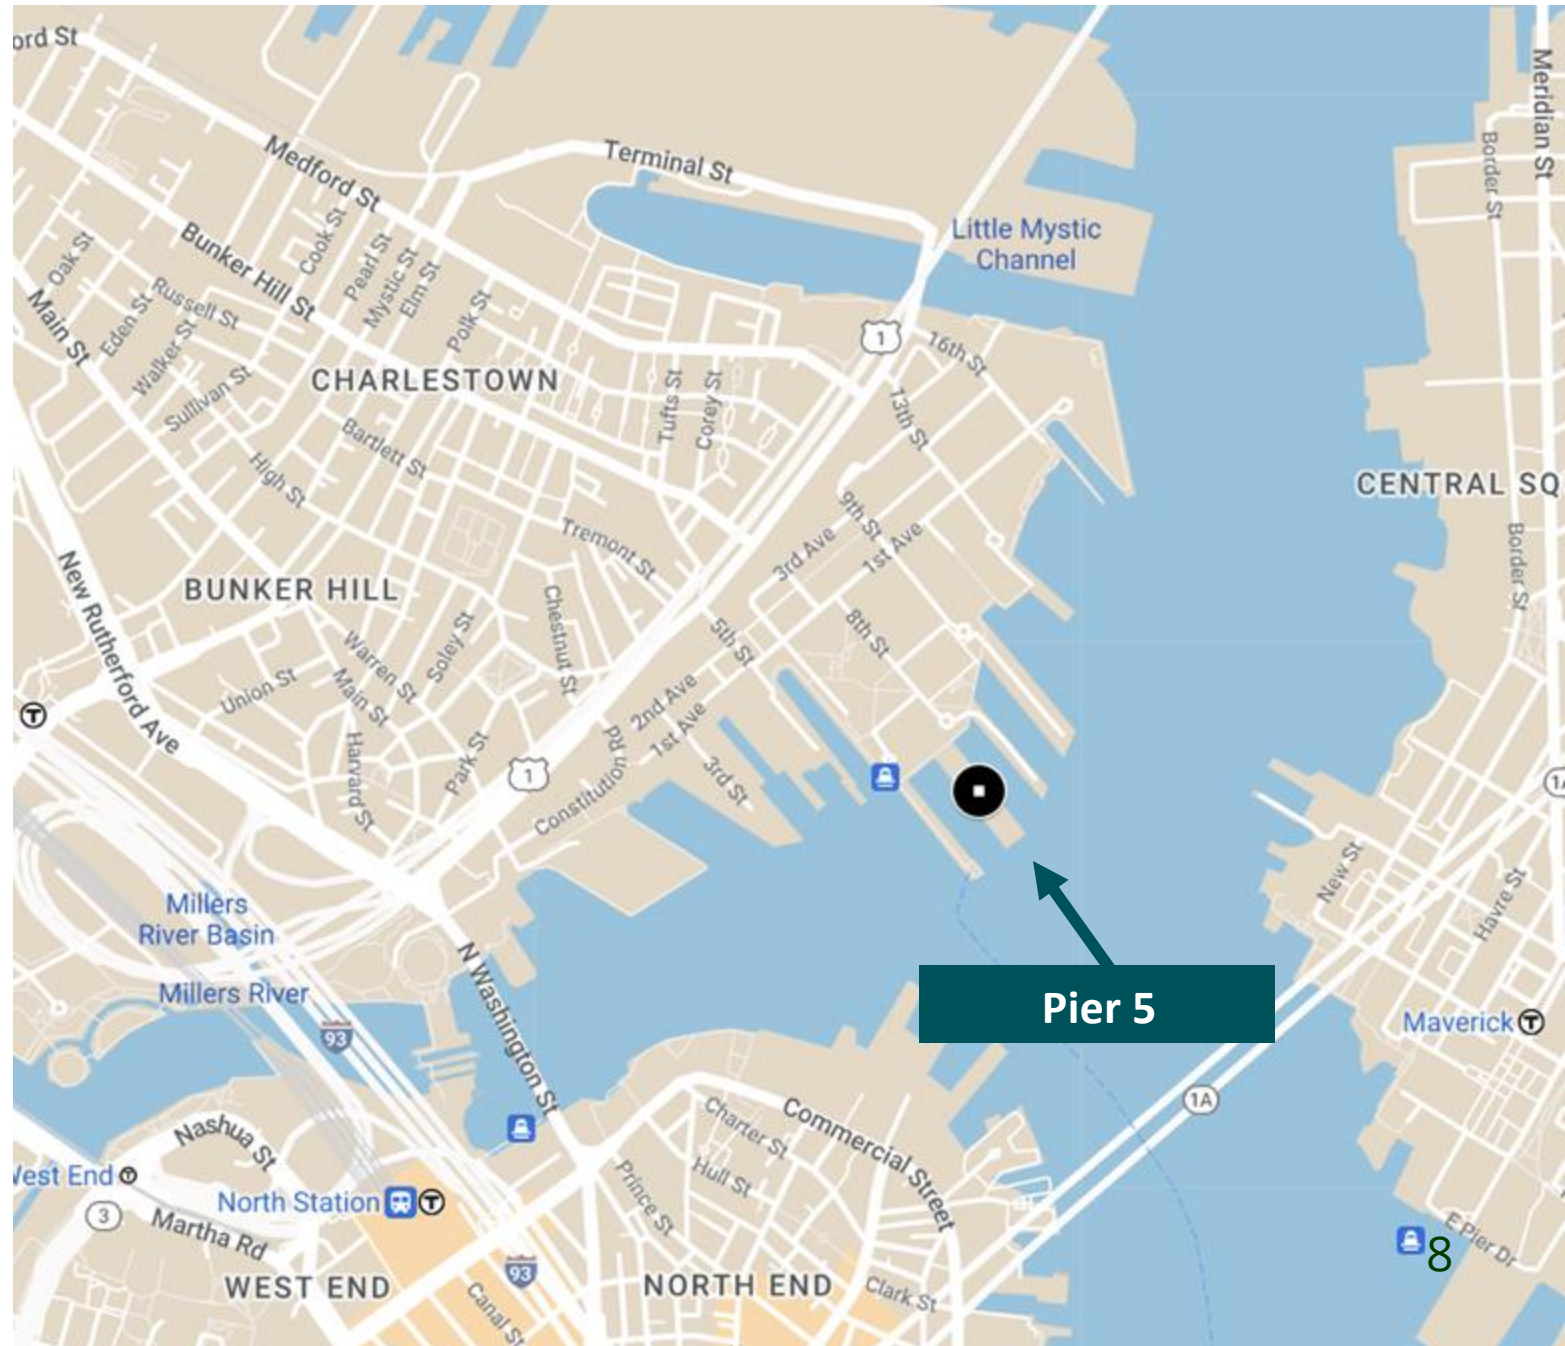 ord St
Meridian St
Border St
Medford St
Terminal St
Little Mystic
Channel
Cook St
Pearl St
Mystic St
Elm St
Oak St
Bunker Hill St
Russell St
Main St
Eden St
Walker St
Polk St
1
16th St
Sullivan St
CHARLESTOWN
Tufts St
Corey St
13th St
Bartlett St
High St
CENTRAL SQ
9th St
3rd Ave
1st Ave
Tremont St
Border St
New Rutherford Ave
BUNKER HILL
Chestnut St
5th St
8th St
Warren St
Soley St
Union St
Main St
2nd Ave
1st Ave
T
Harvard St
Park St
1
Constitution Rd
3rd St
1A
New St
Havre St
Millers
River Basin
N Washington St
Millers River
93
Pier 5
Maverick T
1A
Nashua St
Charter St
Commercial Street
Hull St
Prince St
West End T
North Station T
3
Martha Rd
93
WEST END
NORTH END
Canal St
Clark St
E Pier Dr
8